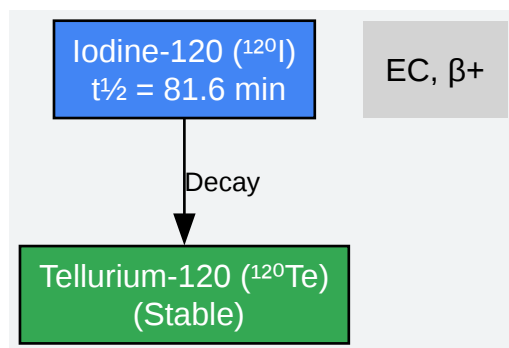 Iodine-120 (¹²⁰I)
t½ = 81.6 min
EC, β+
Decay
Tellurium-120 (¹²⁰Te)
(Stable)